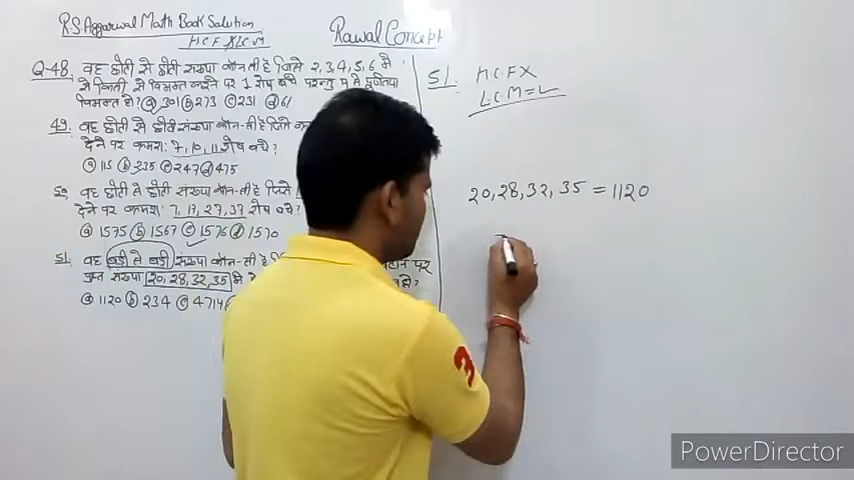 R.S. Aggarwal Math Book Solution
H.C.F & L.C.M
Rawal Concept
Q-48. वह छोटी से छोटी संख्या कौन सी है जिसे 2,3,4,5,6 में
से किसी से विभक्त करने पर 1 शेष बचे परन्तु 7 से पूर्णतया
विभक्त हो? (a) 301 (b) 273 (c) 231 (d) 61
49. वह छोटी से छोटी संख्या कौन-सी है जिसे
देने पर क्रमशः 7, 10, 11 शेष बचे?
(a) 115 (b) 235 (c) 247 (d) 475
50 वह छोटी से छोटी संख्या कौन-सी है जिसे
देने पर क्रमशः 7, 17, 27, 37 शेष बचे?
(a) 1575 (b) 1567 (c) 1576 (d) 1570
51. वह बड़ी से बड़ी संख्या कौन-सी है पर
प्राप्त संख्या 20, 28, 32, 35 से
(a) 1120 (b) 234 (c) 4714
51. H.C.F X
L.C.M = ✓
20, 28, 32, 35 = 1120
3
PowerDirector